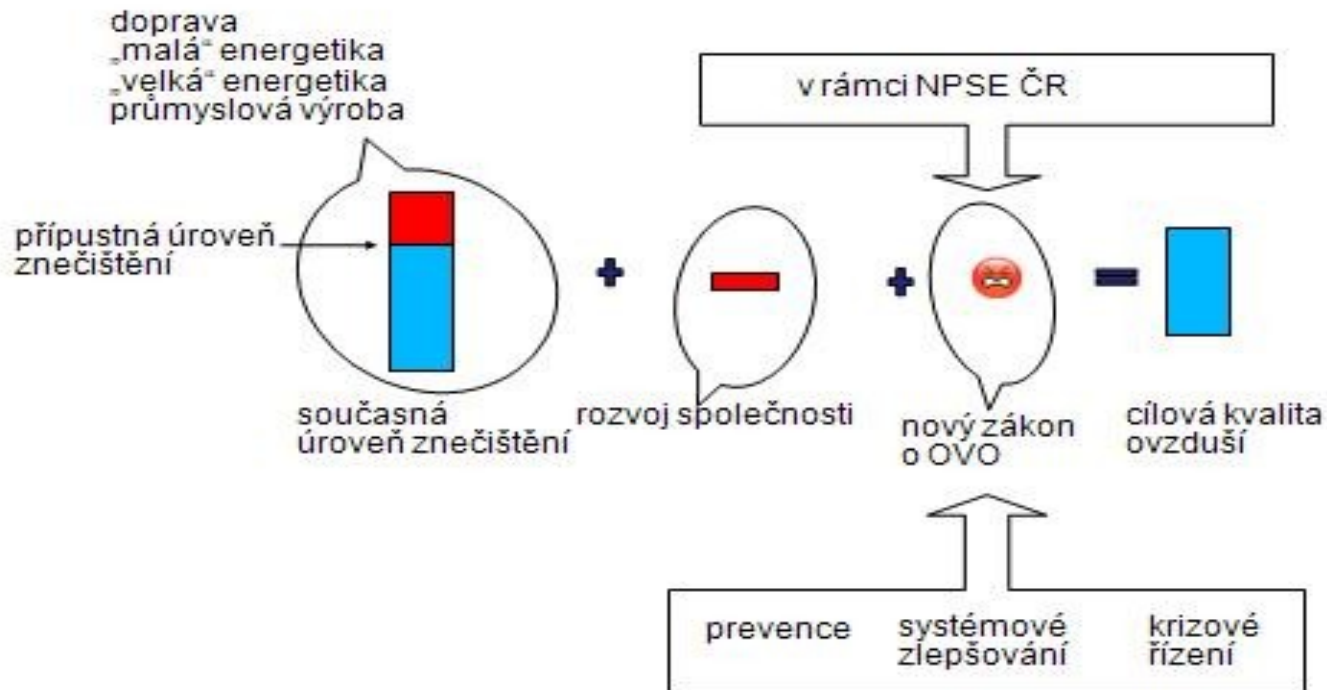 doprava
„malá“ energetika
„velká“ energetika
průmyslová výroba
v rámci NPSE ČR
přípustná úroveň
znečištění
+
+
=
současná
úroveň znečištění
rozvoj společnosti
nový zákon
o OVO
cílová kvalita
ovzduší
prevence
systémové
zlepšování
krizové
řízení